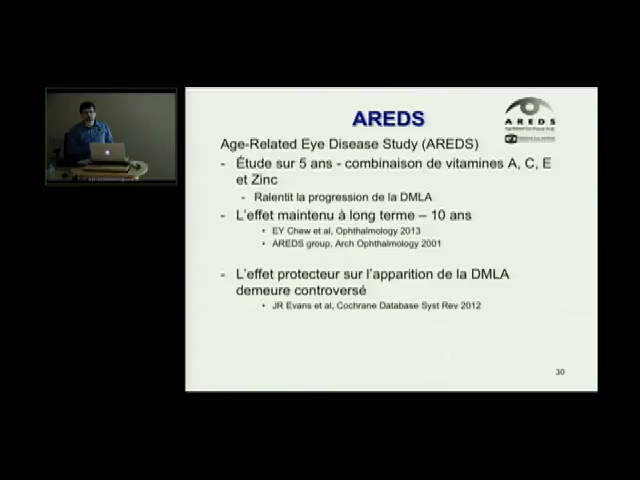 AREDS
AREDS
Age-Related Eye Disease Study (AREDS)
- Étude sur 5 ans - combinaison de vitamines A, C, E
et Zinc
- Ralentit la progression de la DMLA
- L'effet maintenu à long terme – 10 ans
• EY Chew et al, Ophthalmology 2013
• AREDS group, Arch Ophthalmology 2001
- L'effet protecteur sur l'apparition de la DMLA
demeure controversé
• JR Evans et al, Cochrane Database Syst Rev 2012
30